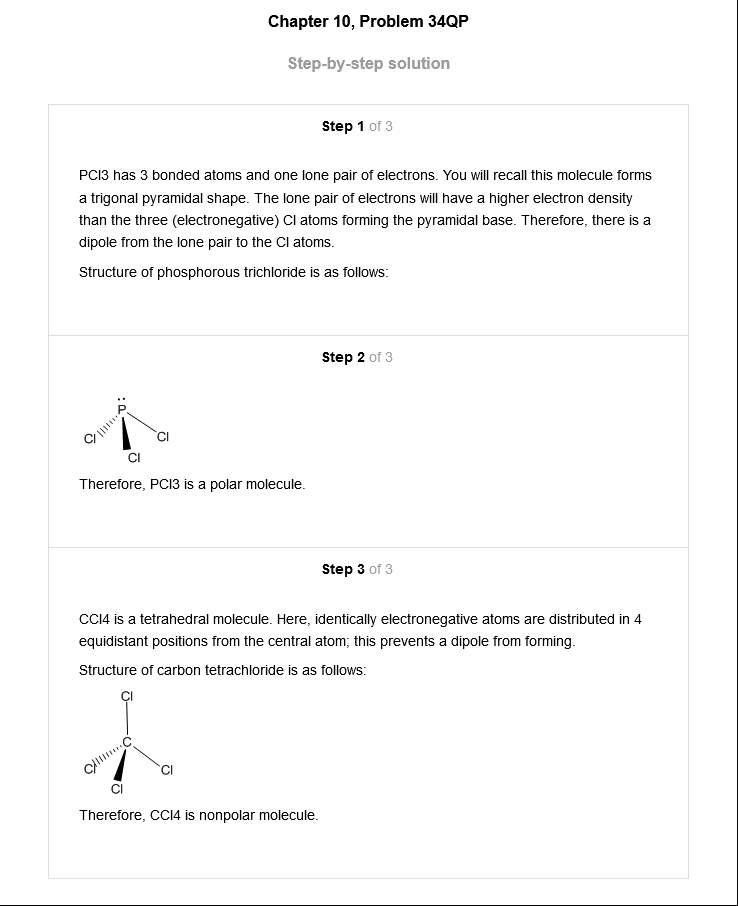 Chapter 10, Problem 34QP
Step-by-step solution
Step 1 of 3
PCl3 has 3 bonded atoms and one lone pair of electrons. You will recall this molecule forms
a trigonal pyramidal shape. The lone pair of electrons will have a higher electron density
than the three (electronegative) Cl atoms forming the pyramidal base. Therefore, there is a
dipole from the lone pair to the Cl atoms.
Structure of phosphorous trichloride is as follows:
Step 2 of 3
P
Cl
Cl
Cl
Therefore, PCl3 is a polar molecule.
Step 3 of 3
CCl4 is a tetrahedral molecule. Here, identically electronegative atoms are distributed in 4
equidistant positions from the central atom; this prevents a dipole from forming.
Structure of carbon tetrachloride is as follows:
Cl
C
Cl
Cl
Cl
Therefore, CCl4 is nonpolar molecule.